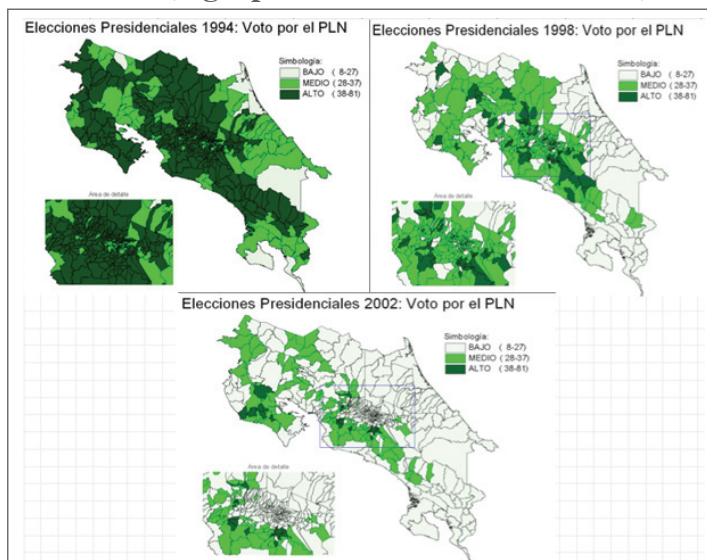 Elecciones Presidenciales 1994: Voto por el PLN
Simbología:
BAJO ( 8-27)
MEDIO ( 28-37)
ALTO ( 38-81)
Area de detalle
Elecciones Presidenciales 1998: Voto por el PLN
Simbología:
BAJO ( 8-27)
MEDIO ( 28-37)
ALTO ( 38-81)
Area de detalle
Elecciones Presidenciales 2002: Voto por el PLN
Simbología:
BAJO ( 8-27)
MEDIO ( 28-37)
ALTO ( 38-81)
Area de detalle